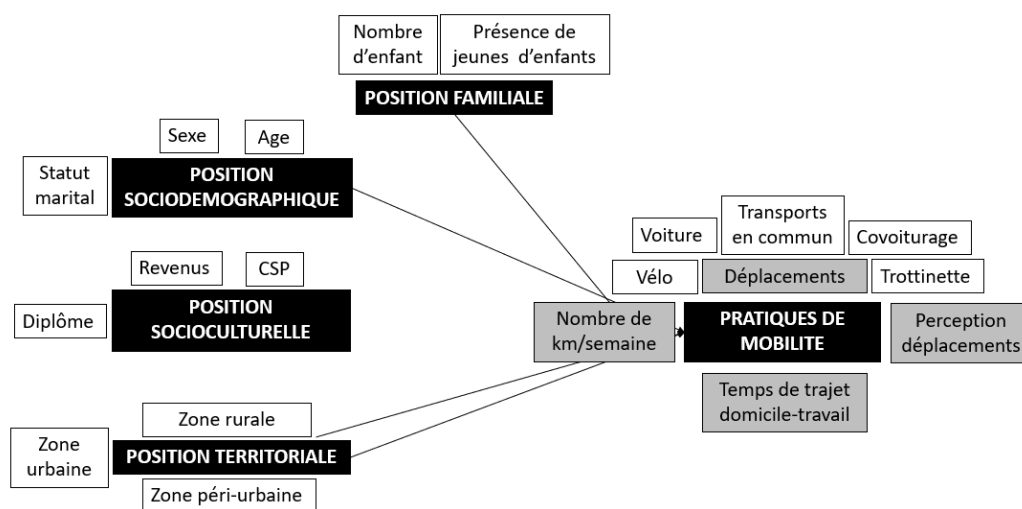 Nombre
d’enfant
Présence de
jeunes d’enfants
POSITION FAMILIALE
Sexe
Age
Statut
marital
POSITION
SOCIODEMOGRAPHIQUE
Revenus
CSP
Diplôme
POSITION
SOCIOCULTURELLE
Zone rurale
Zone
urbaine
POSITION TERRITORIALE
Zone péri-urbaine
Voiture
Transports
en commun
Covoiturage
Vélo
Déplacements
Trottinette
Nombre de
km/semaine
PRATIQUES DE
MOBILITE
Perception
déplacements
Temps de trajet
domicile-travail